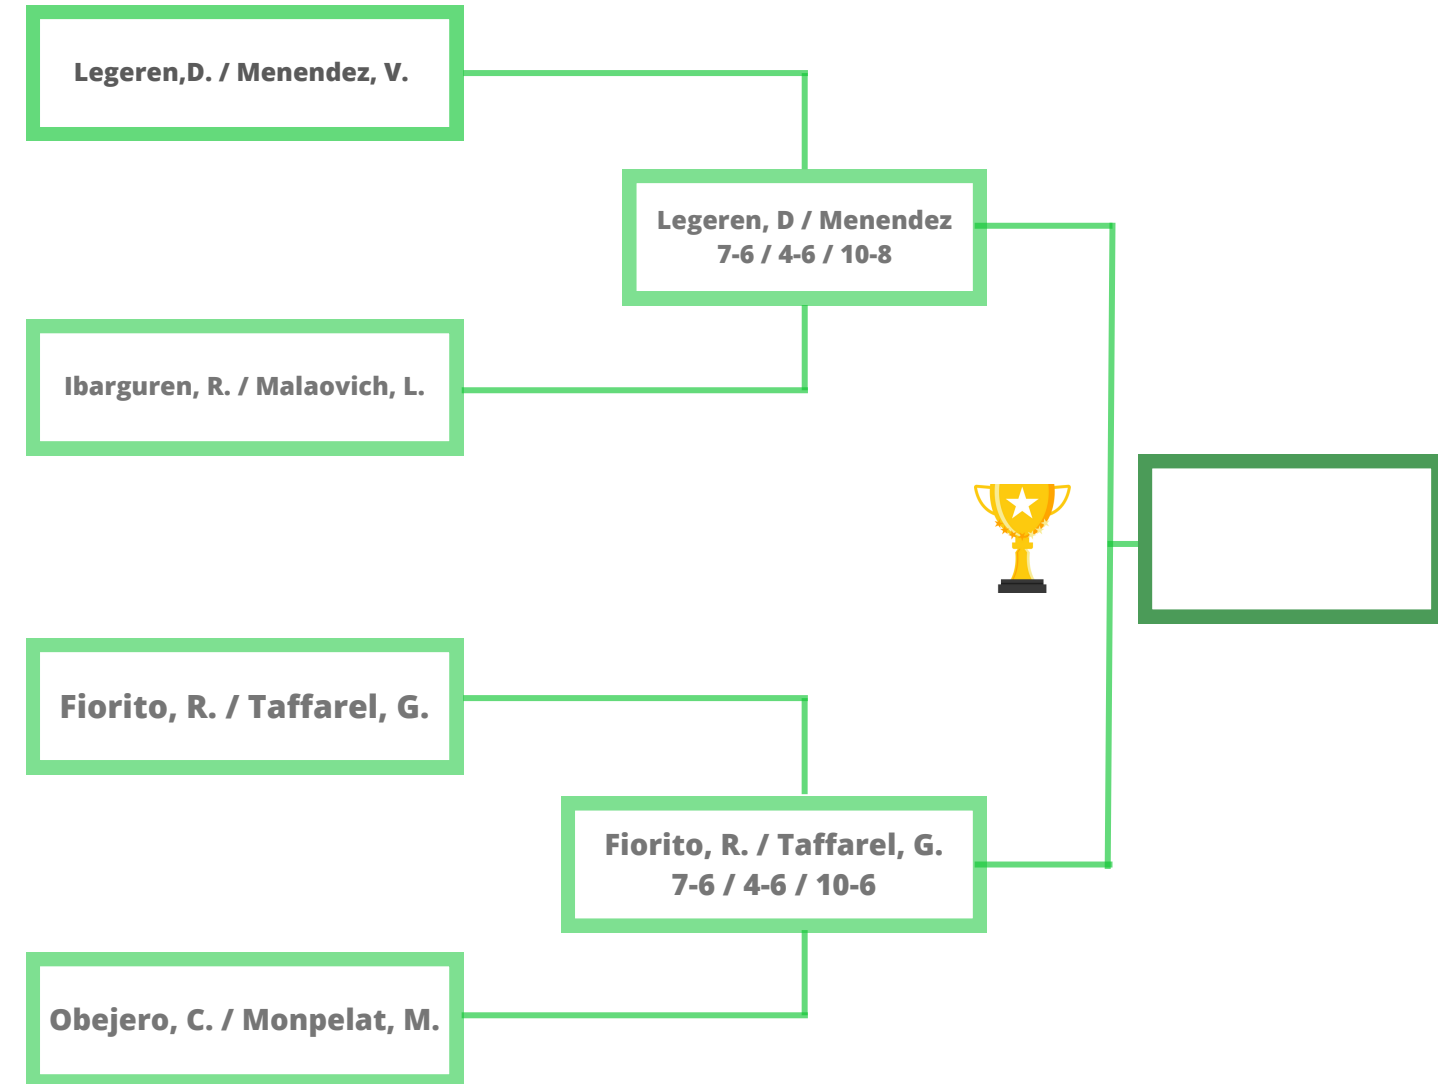 Legeren,D. / Menendez, V.
Legeren, D / Menendez
7-6 / 4-6 / 10-8
Ibarguren, R. / Malaovich, L.
Fiorito, R. / Taffarel, G.
Fiorito, R. / Taffarel, G.
7-6 / 4-6 / 10-6
Obejero, C. / Monpelat, M.